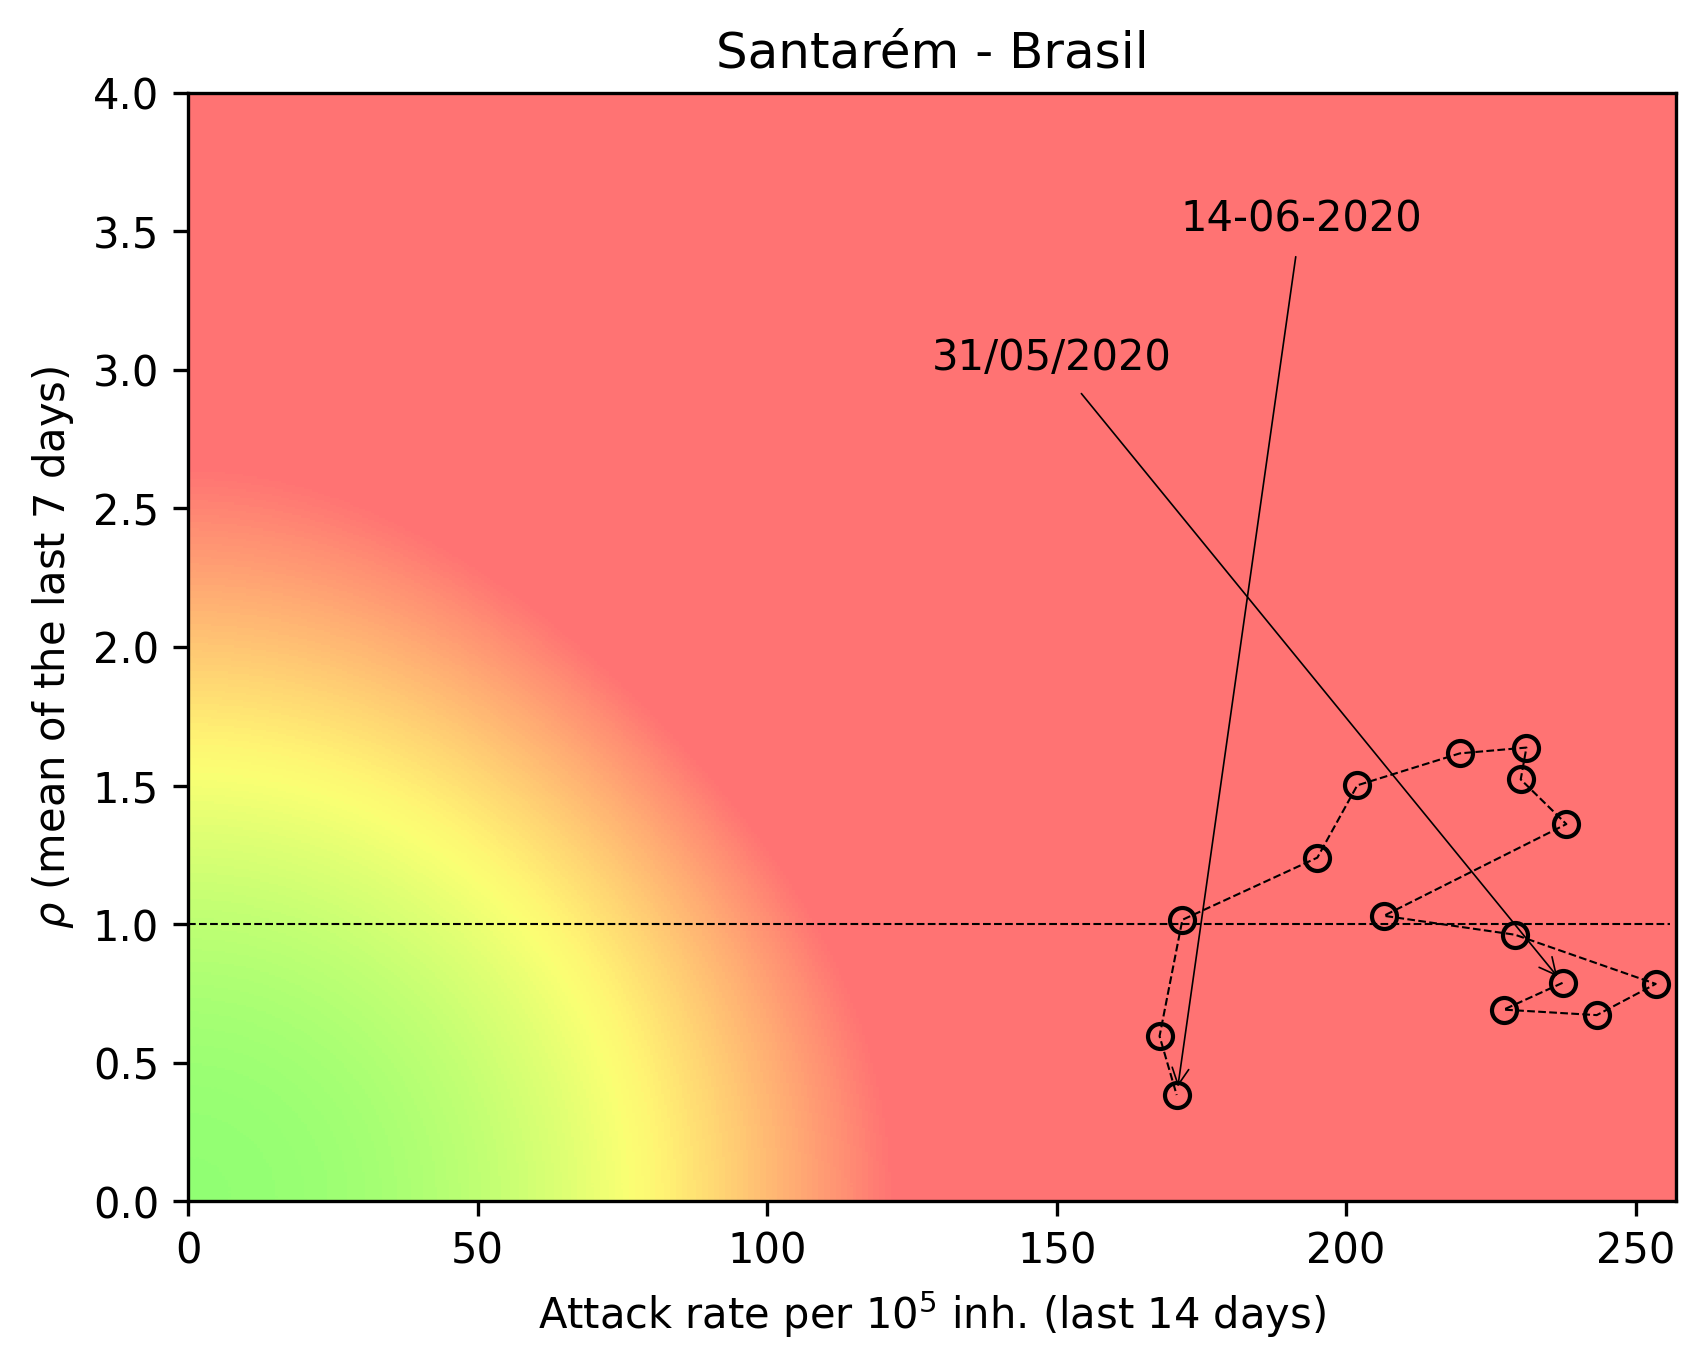 Santarém - Brasil
4.0
3.5
3.0
2.5
2.0
1.5
1.0
0.5
0.0
ρ (mean of the last 7 days)
14-06-2020
31/05/2020
0 50 100 150 200 250
Attack rate per 10⁵ inh. (last 14 days)